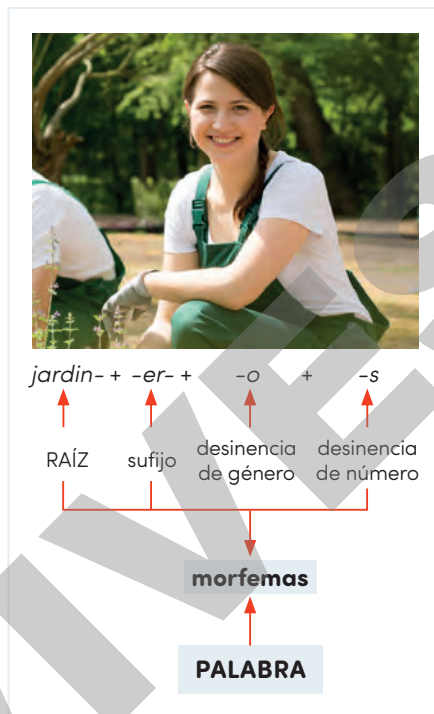 jardin- + -er- + -o + -s
RAÍZ sufijo desinencia de género desinencia de número
morfemas
PALABRA